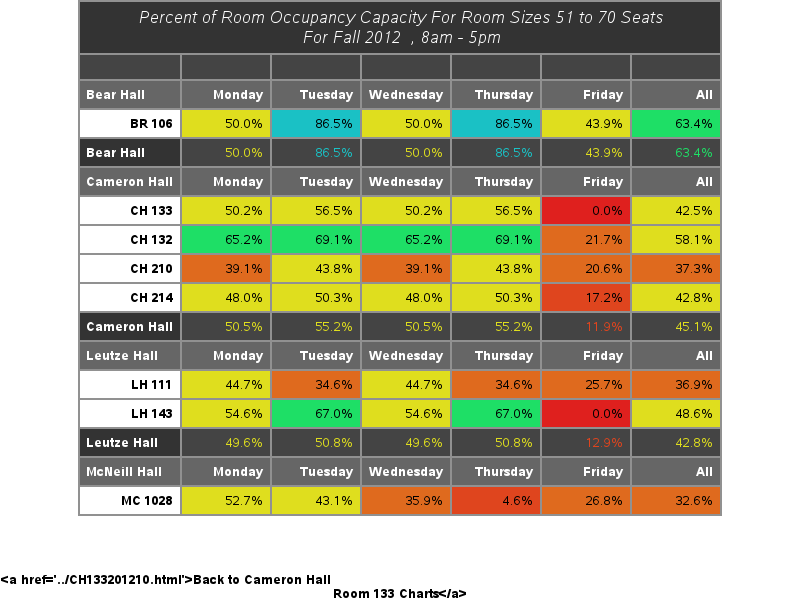 Percent of Room Occupancy Capacity For Room Sizes 51 to 70 Seats
For Fall 2012 , 8am - 5pm
Bear Hall Monday Tuesday Wednesday Thursday Friday All
BR 106 50.0% 86.5% 50.0% 86.5% 43.9% 63.4%
Bear Hall 50.0% 86.5% 50.0% 86.5% 43.9% 63.4%
Cameron Hall Monday Tuesday Wednesday Thursday Friday All
CH 133 50.2% 56.5% 50.2% 56.5% 0.0% 42.5%
CH 132 65.2% 69.1% 65.2% 69.1% 21.7% 58.1%
CH 210 39.1% 43.8% 39.1% 43.8% 20.6% 37.3%
CH 214 48.0% 50.3% 48.0% 50.3% 17.2% 42.8%
Cameron Hall 50.5% 55.2% 50.5% 55.2% 11.9% 45.1%
Leutze Hall Monday Tuesday Wednesday Thursday Friday All
LH 111 44.7% 34.6% 44.7% 34.6% 25.7% 36.9%
LH 143 54.6% 67.0% 54.6% 67.0% 0.0% 48.6%
Leutze Hall 49.6% 50.8% 49.6% 50.8% 12.9% 42.8%
McNeill Hall Monday Tuesday Wednesday Thursday Friday All
MC 1028 52.7% 43.1% 35.9% 4.6% 26.8% 32.6%
<a href='../CH133201210.html'>Back to Cameron Hall
Room 133 Charts</a>